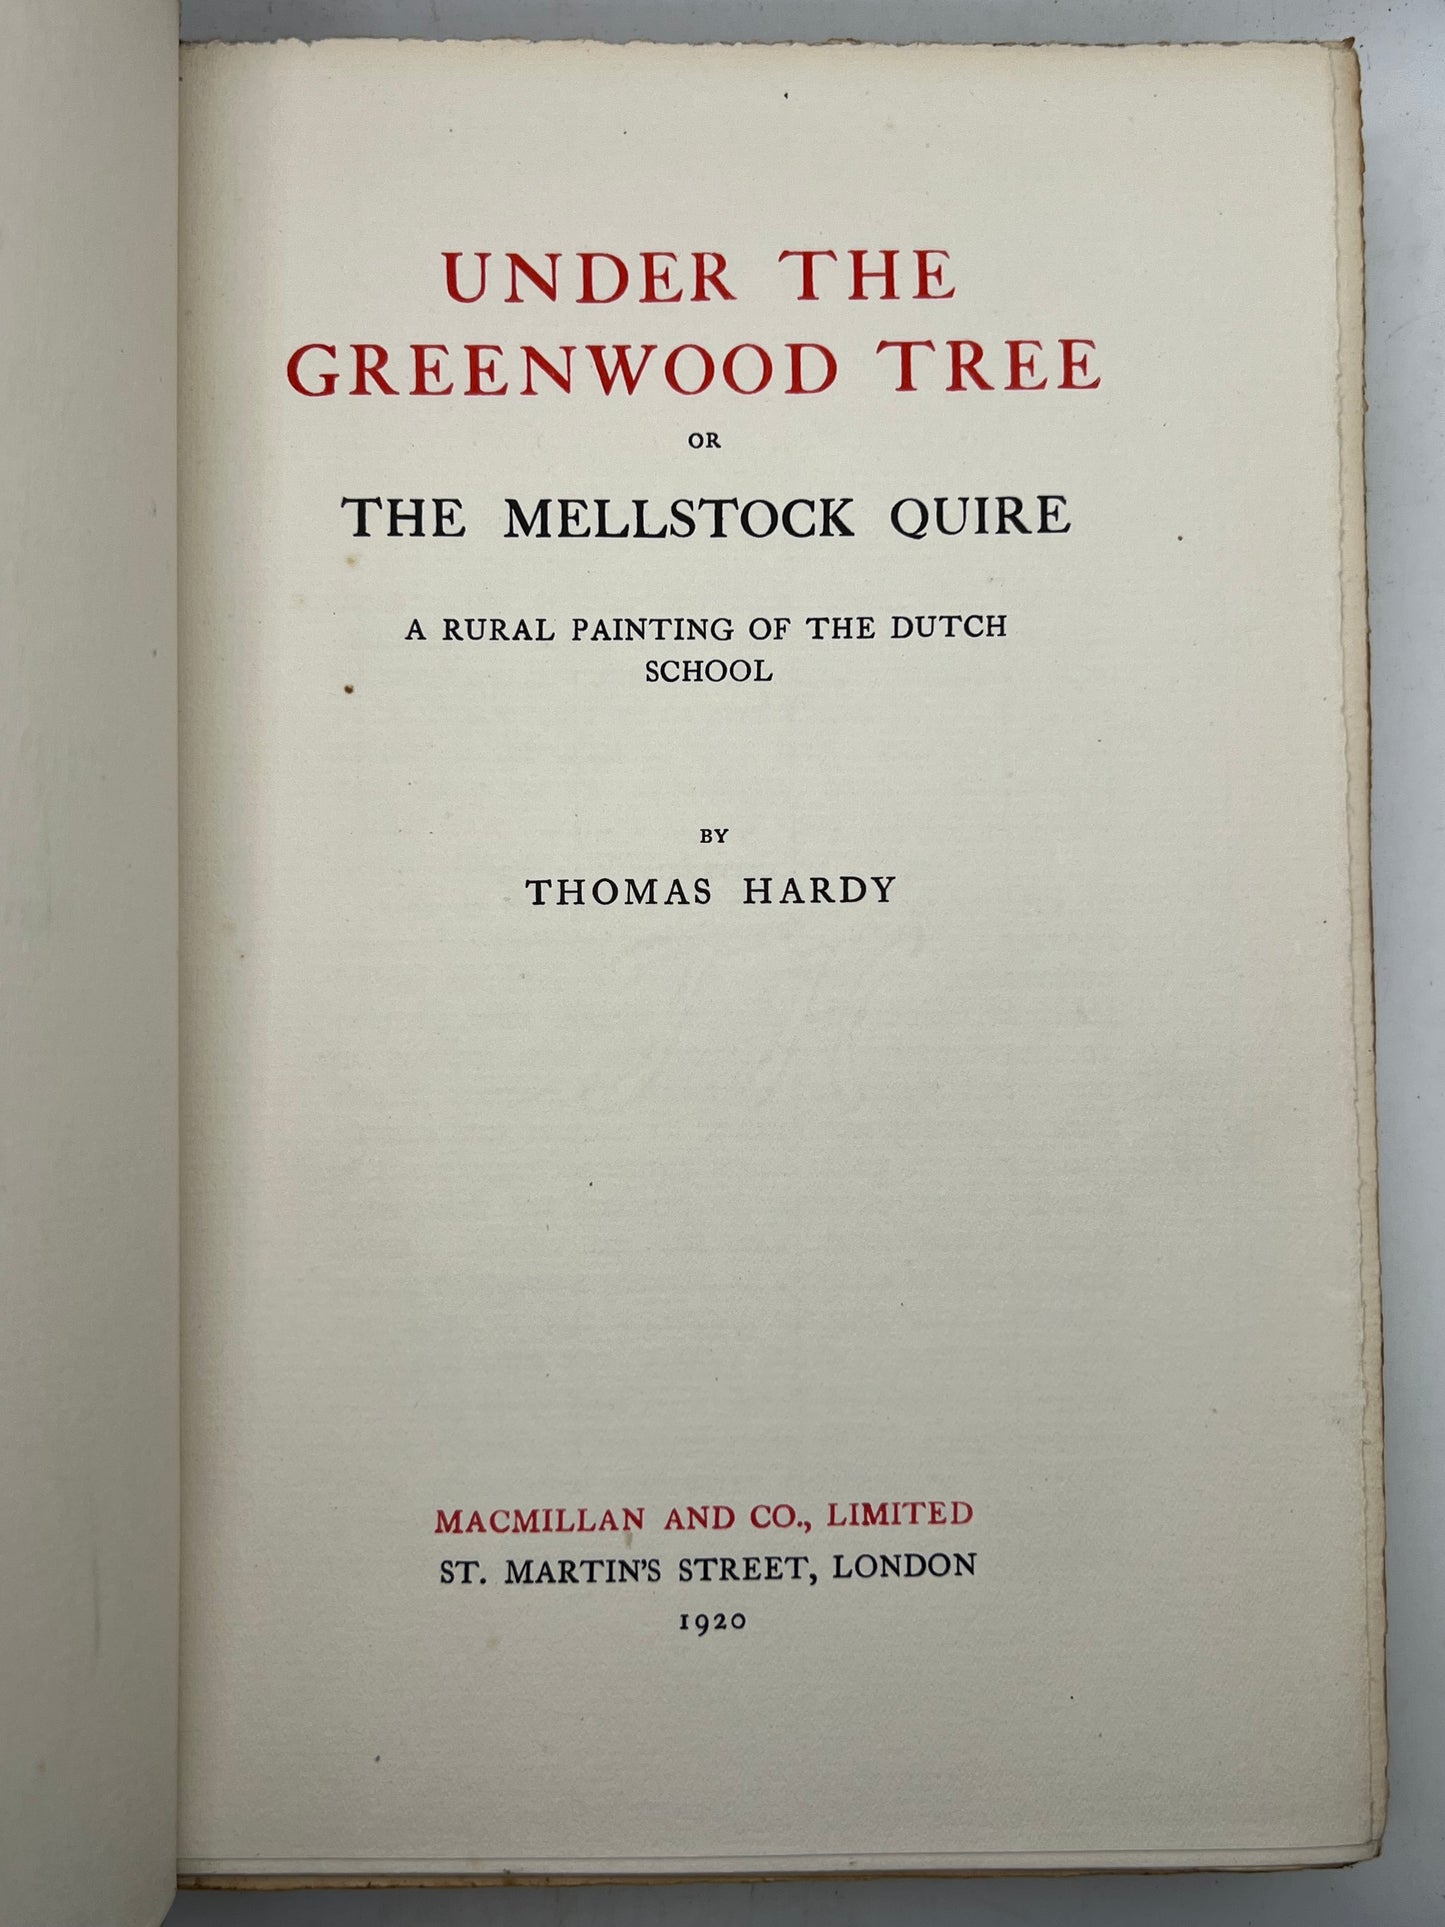 UNDER THE
GREENWOOD TREE
OR
THE MELLSTOCK QUIRE
A RURAL PAINTING OF THE DUTCH
SCHOOL
BY
THOMAS HARDY
MACMILLAN AND CO., LIMITED
ST. MARTIN'S STREET, LONDON
1920